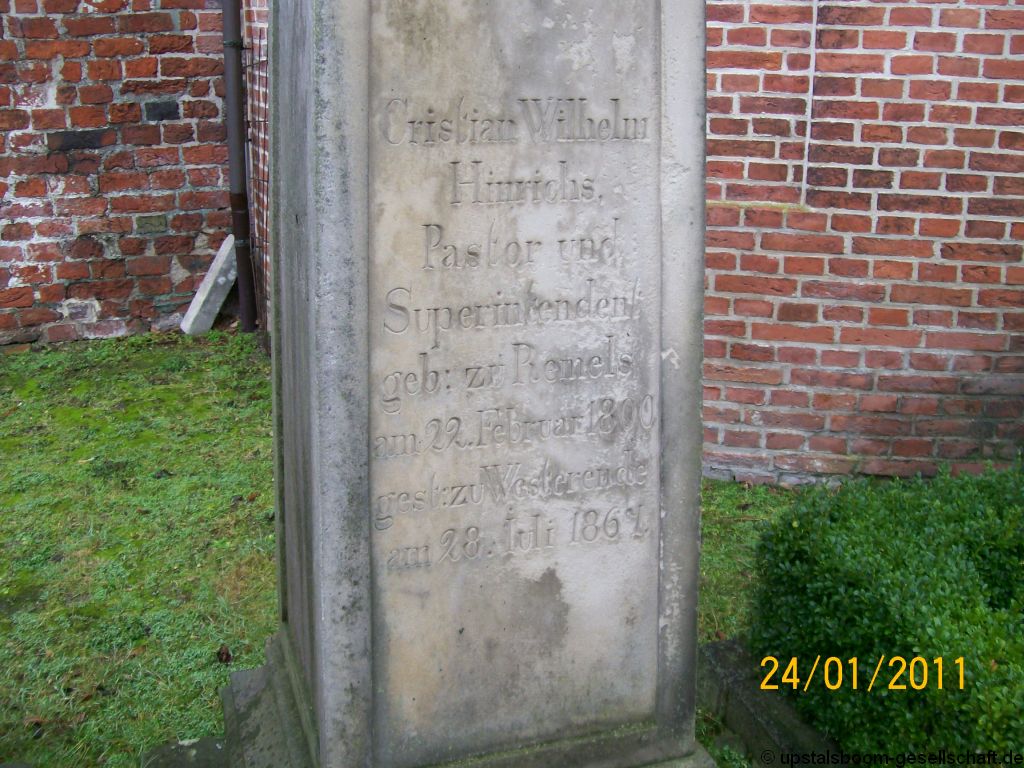 Cristian Wilhelm
Hinrichs,
Pastor und
Superintendent
geb: zu Remels
am 22. Februar 1800
gest: zu Westerende
am 28. Juli 1867.
24/01/2011
© upstalsboom-gesellschaft.de